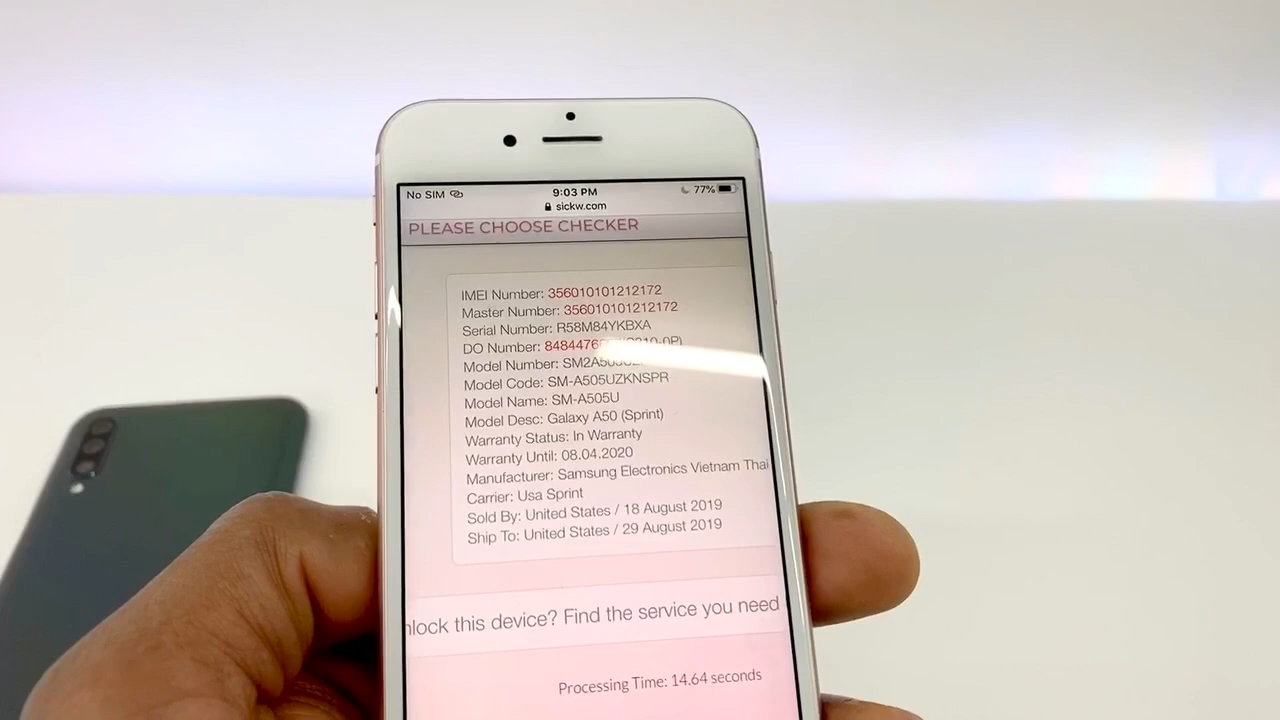 No SIM 9:03 PM 77%
sickw.com
PLEASE CHOOSE CHECKER
IMEI Number: 356010101212172
Master Number: 356010101212172
Serial Number: R58M84YKBXA
DO Number:
Model Number:
Model Code: SM-A505UZKNSPR
Model Name: SM-A505U
Model Desc: Galaxy A50 (Sprint)
Warranty Status: In Warranty
Warranty Until: 08.04.2020
Manufacturer: Samsung Electronics Vietnam Thai
Carrier: Usa Sprint
Sold By: United States / 18 August 2019
Ship To: United States / 29 August 2019
nlock this device? Find the service you need
Processing Time: 14.64 seconds